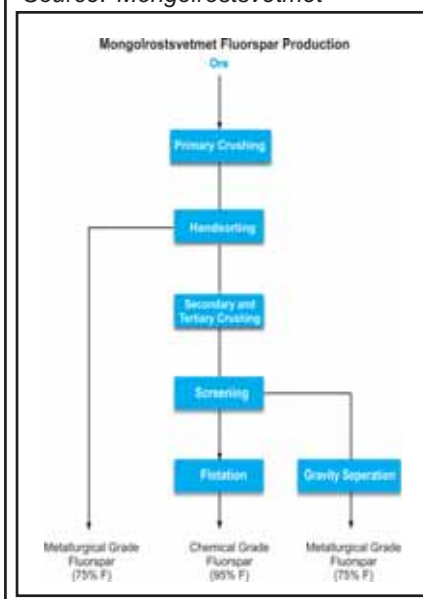 Source: Mongolrostsvetmet
Mongolrostsvetmet Fluorspar Production
Ore
Primary Crushing
Handsorting
Secondary and
Tertiary Crusting
Screening
Flotation
Gravity Seperation
Metallurgical Grade
Fluorspar
(75% F)
Chemical Grade
Fluorspar
(95% F)
Metallurgical Grade
Fluorspar
(75% F)